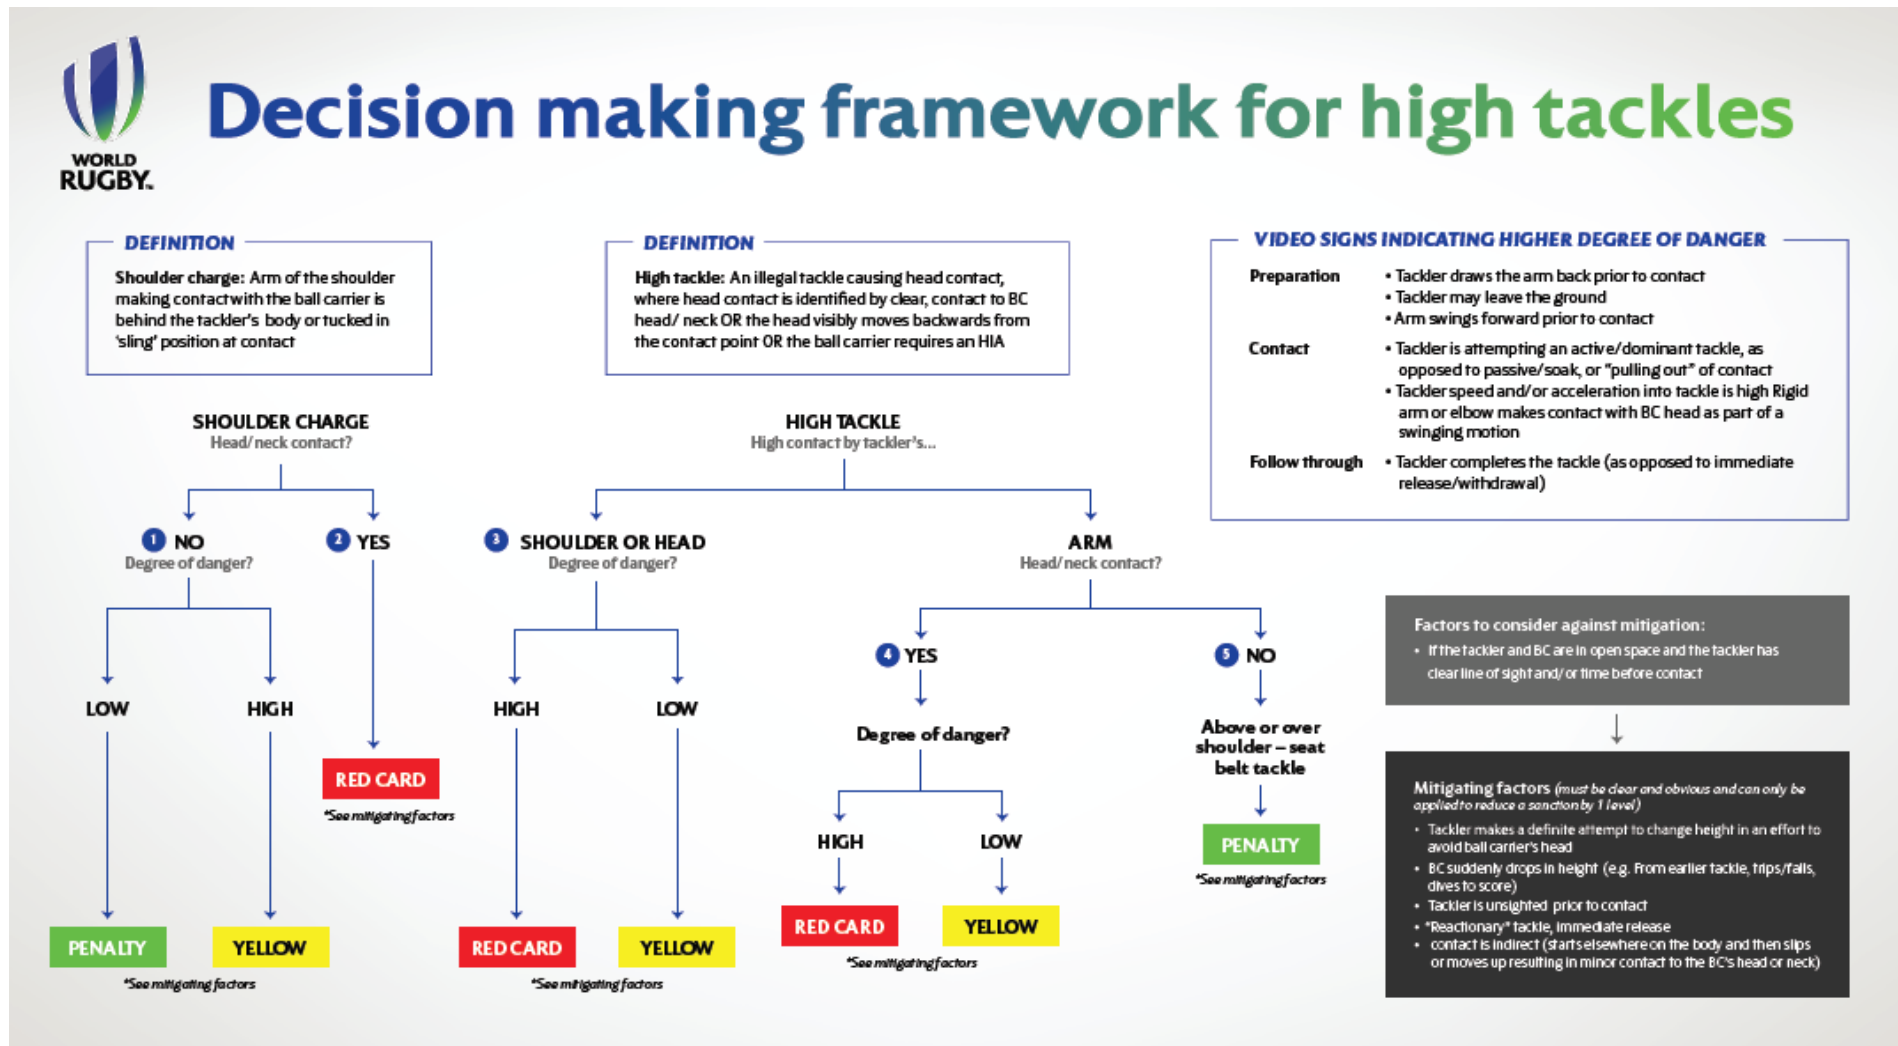 WORLD
RUGBY™
Decision making framework for high tackles
DEFINITION
Shoulder charge: Arm of the shoulder
making contact with the ball carrier is
behind the tackler's body or tucked in
'sling' position at contact
DEFINITION
High tackle: An illegal tackle causing head contact,
where head contact is identified by clear, contact to BC
head/ neck OR the head visibly moves backwards from
the contact point OR the ball carrier requires an HIA
VIDEO SIGNS INDICATING HIGHER DEGREE OF DANGER
Preparation
• Tackler draws the arm back prior to contact
• Tackler may leave the ground
• Arm swings forward prior to contact
Contact
• Tackler is attempting an active/dominant tackle, as
opposed to passive/soak, or "pulling out" of contact
• Tackler speed and/or acceleration into tackle is high Rigid
arm or elbow makes contact with BC head as part of a
swinging motion
Follow through
• Tackler completes the tackle (as opposed to immediate
release/withdrawal)
SHOULDER CHARGE
Head/neck contact?
1 NO
Degree of danger?
2 YES
LOW
HIGH
RED CARD
*See mitigating factors
PENALTY
YELLOW
*See mitigating factors
HIGH TACKLE
High contact by tackler's...
3 SHOULDER OR HEAD
Degree of danger?
HIGH
LOW
RED CARD
YELLOW
*See mitigating factors
ARM
Head/neck contact?
4 YES
Degree of danger?
HIGH
LOW
RED CARD
YELLOW
*See mitigating factors
5 NO
Above or over
shoulder – seat
belt tackle
PENALTY
*See mitigating factors
Factors to consider against mitigation:
• If the tackler and BC are in open space and the tackler has
clear line of sight and/or time before contact
Mitigating factors (must be clear and obvious and can only be
applied to reduce a sanction by 1 level)
• Tackler makes a definite attempt to change height in an effort to
avoid ball carrier's head
• BC suddenly drops in height (e.g. From earlier tackle, trips/falls,
dives to score)
• Tackler is unsighted prior to contact
• "Reactionary" tackle, immediate release
• contact is indirect (starts elsewhere on the body and then slips
or moves up resulting in minor contact to the BC's head or neck)